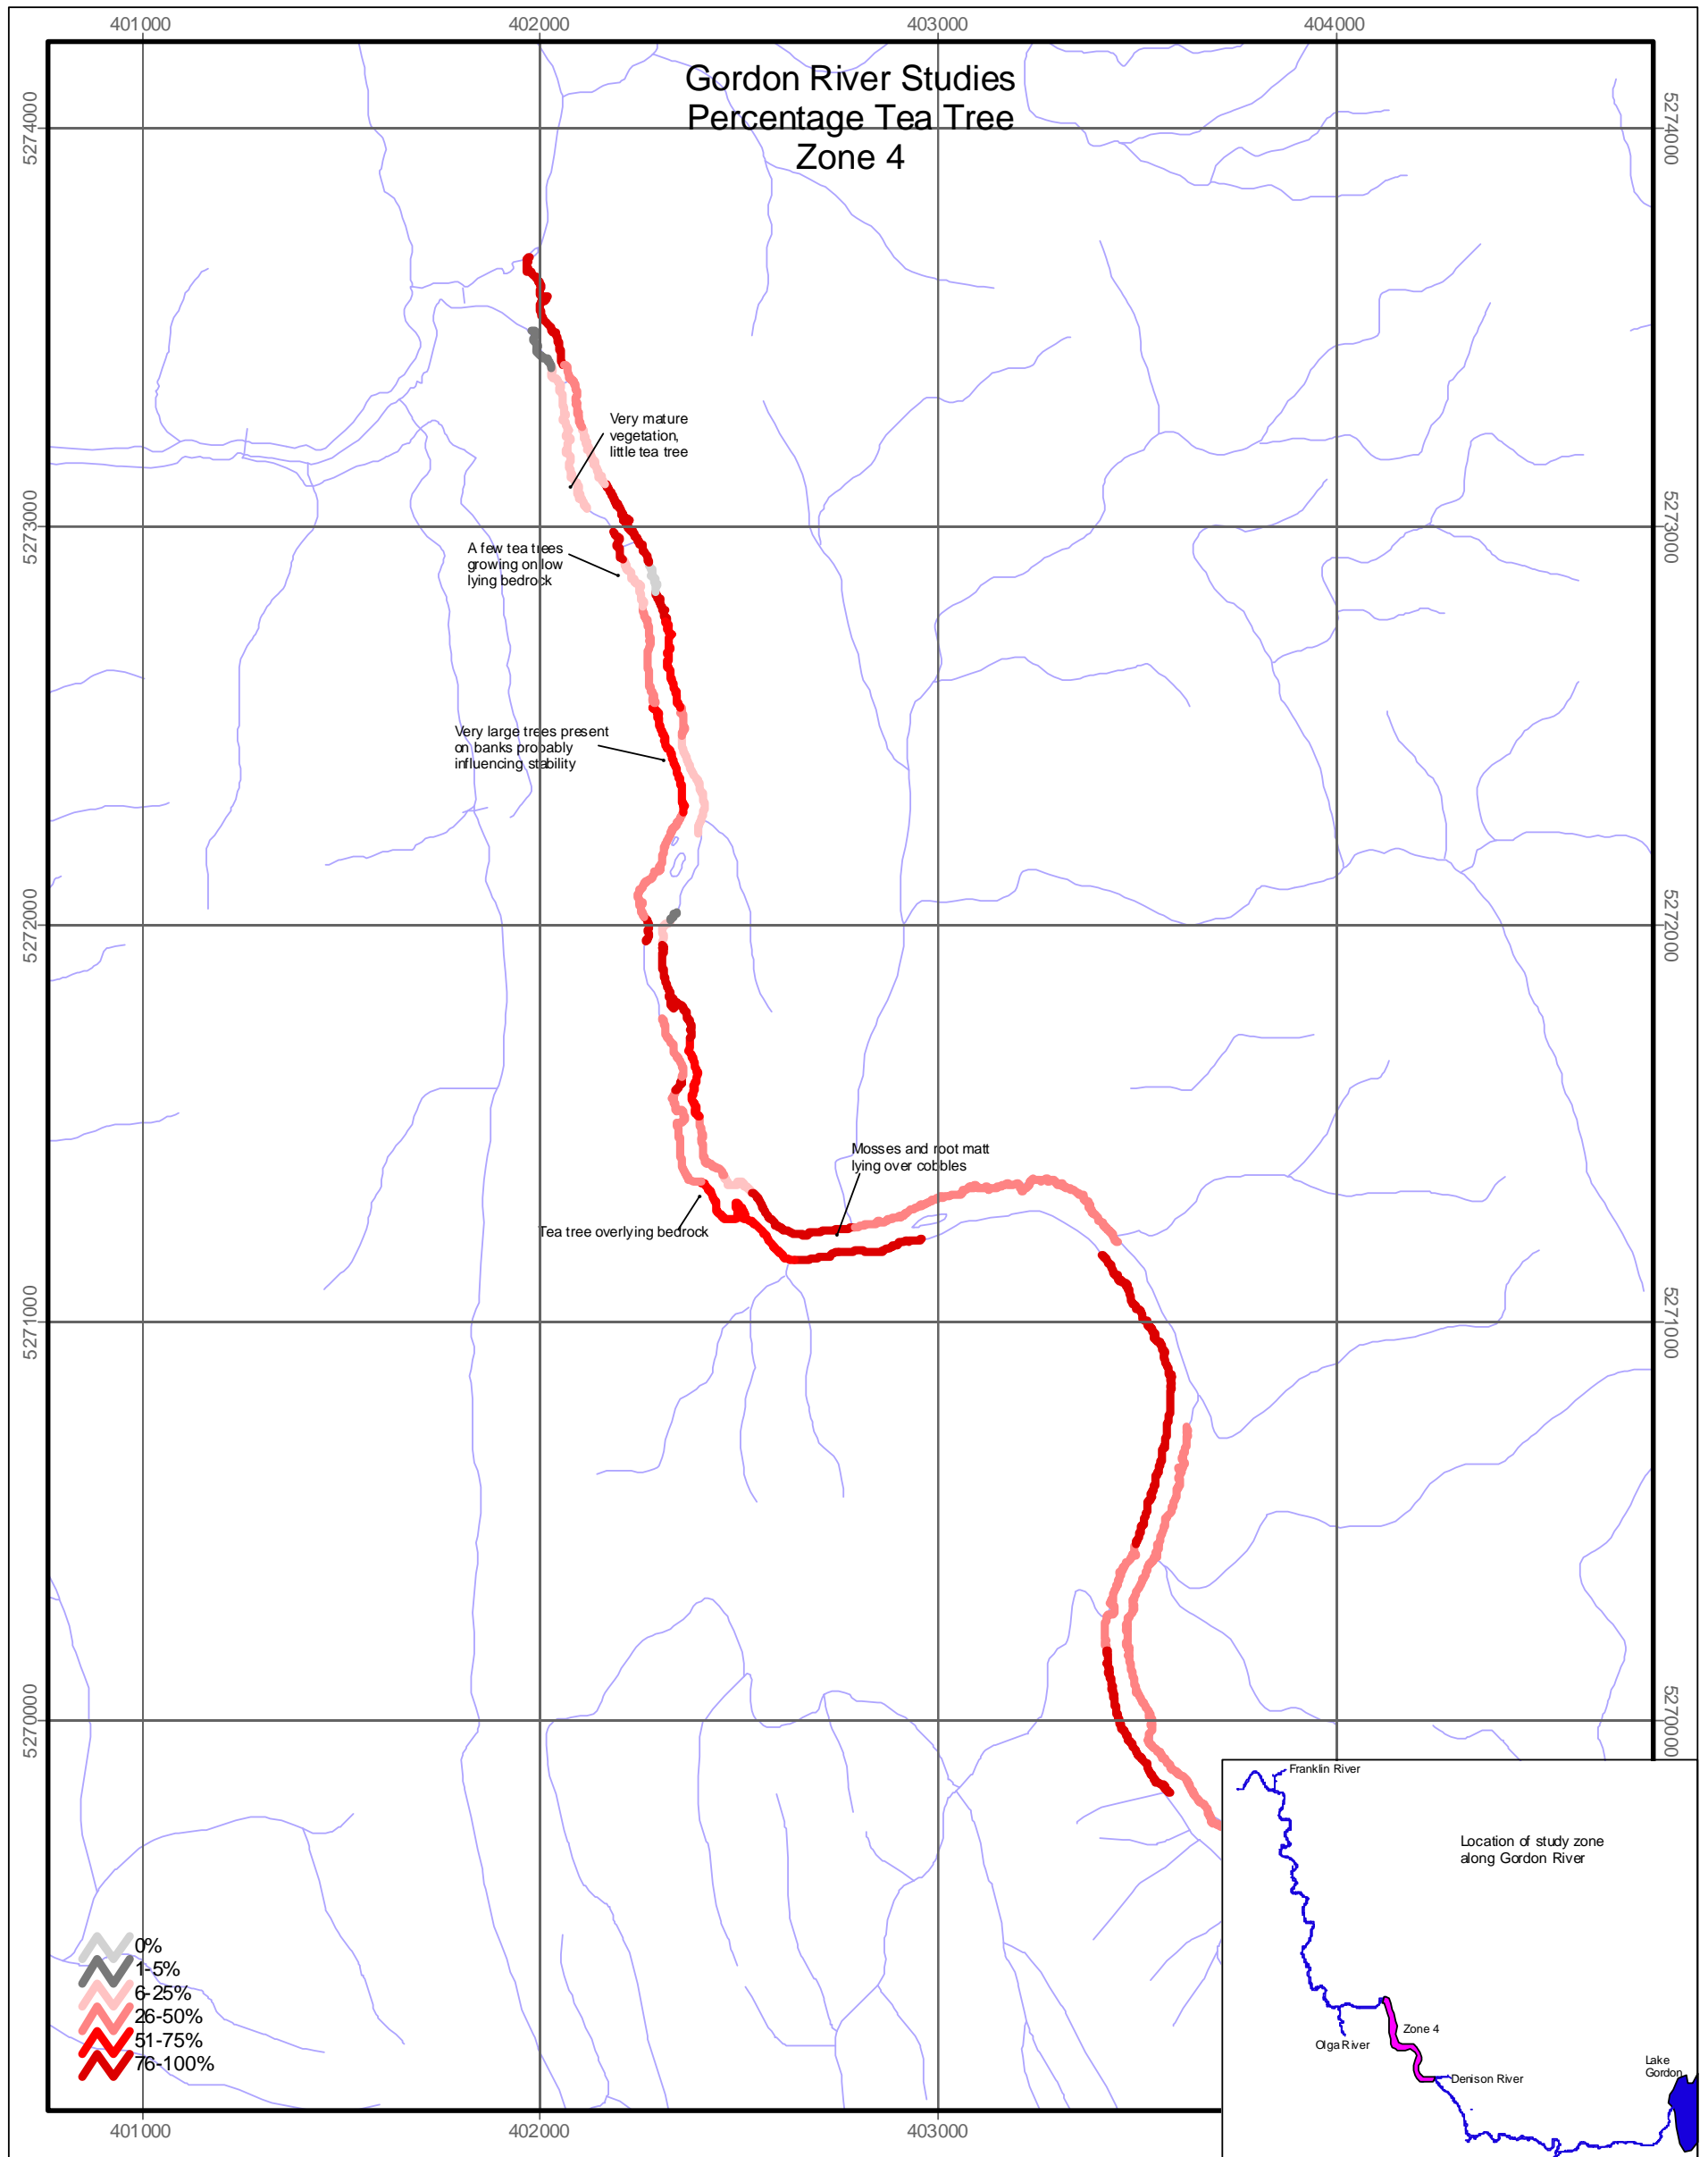 401000
402000
403000
404000
Gordon River Studies
Percentage Tea Tree
Zone 4
5274000
5274000
Very mature
vegetation,
little tea tree
5273000
5273000
A few tea trees
growing on low
lying bedrock
Very large trees present
on banks probably
influencing stability
5272000
5272000
Mosses and root matt
lying over cobbles
Tea tree overlying bedrock
5271000
5271000
5270000
5270000
Franklin River
Location of study zone
along Gordon River
Zone 4
Olga River
Denison River
Lake
Gordon
0%
1-5%
6-25%
26-50%
51-75%
76-100%
401000
402000
403000